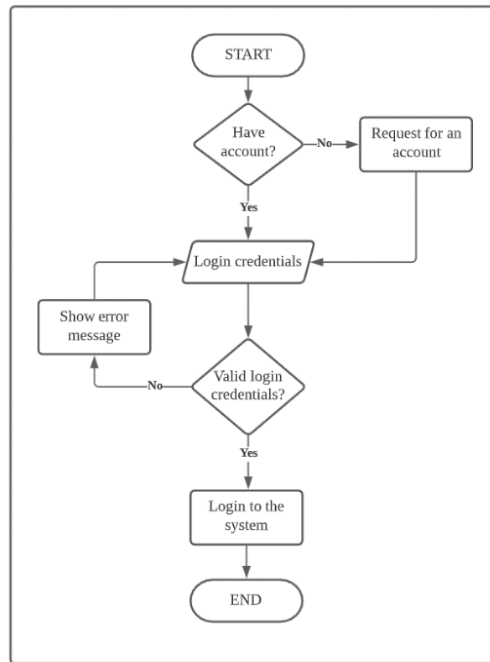 START
Have
account?
No
Request for an
account
Yes
Login credentials
Show error
message
Valid login
credentials?
No
Yes
Login to the
system
END